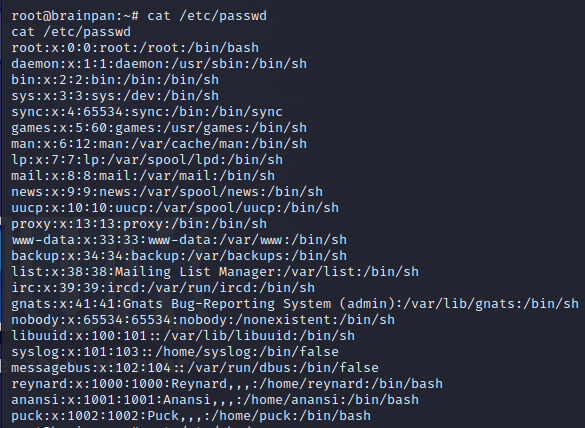 root@brainpan:~# cat /etc/passwd
cat /etc/passwd
root:x:0:0:root:/root:/bin/bash
daemon:x:1:1:daemon:/usr/sbin:/bin/sh
bin:x:2:2:bin:/bin:/bin/sh
sys:x:3:3:sys:/dev:/bin/sh
sync:x:4:65534:sync:/bin:/bin/sync
games:x:5:60:games:/usr/games:/bin/sh
man:x:6:12:man:/var/cache/man:/bin/sh
lp:x:7:7:lp:/var/spool/lpd:/bin/sh
mail:x:8:8:mail:/var/mail:/bin/sh
news:x:9:9:news:/var/spool/news:/bin/sh
uucp:x:10:10:uucp:/var/spool/uucp:/bin/sh
proxy:x:13:13:proxy:/bin:/bin/sh
www-data:x:33:33:www-data:/var/www:/bin/sh
backup:x:34:34:backup:/var/backups:/bin/sh
list:x:38:38:Mailing List Manager:/var/list:/bin/sh
irc:x:39:39:ircd:/var/run/ircd:/bin/sh
gnats:x:41:41:Gnats Bug-Reporting System (admin):/var/lib/gnats:/bin/sh
nobody:x:65534:65534:nobody:/nonexistent:/bin/sh
libuuid:x:100:101::/var/lib/libuuid:/bin/sh
syslog:x:101:103::/home/syslog:/bin/false
messagebus:x:102:104::/var/run/dbus:/bin/false
reynard:x:1000:1000:Reynard,,,:/home/reynard:/bin/bash
anansi:x:1001:1001:Anansi,,,:/home/anansi:/bin/bash
puck:x:1002:1002:Puck,,,:/home/puck:/bin/bash